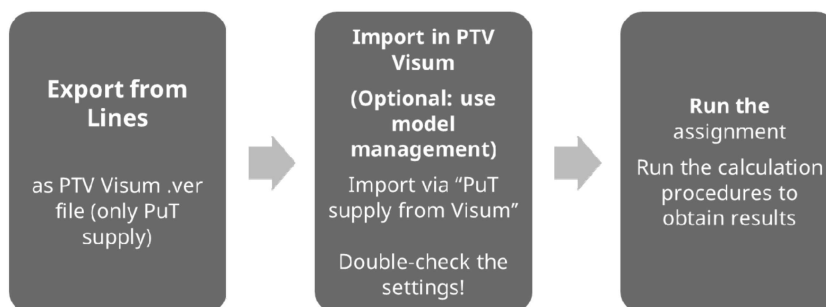 Export from
Lines
as PTV Visum .ver
file (only PuT
supply)
Import in PTV
Visum
(Optional: use
model
management)
Import via “PuT
supply from Visum”
Double-check the
settings!
Run the
assignment
Run the calculation
procedures to
obtain results